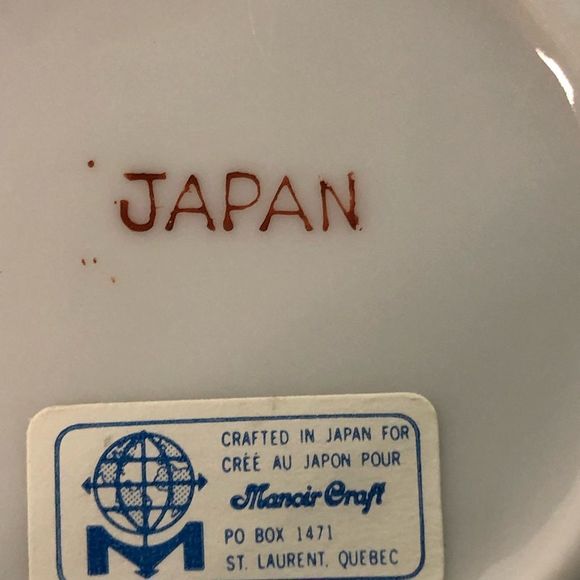 JAPAN
CRAFTED IN JAPAN FOR
CRÉÉ AU JAPON POUR
Manoir Craft
PO BOX 1471
ST. LAURENT, QUEBEC
M